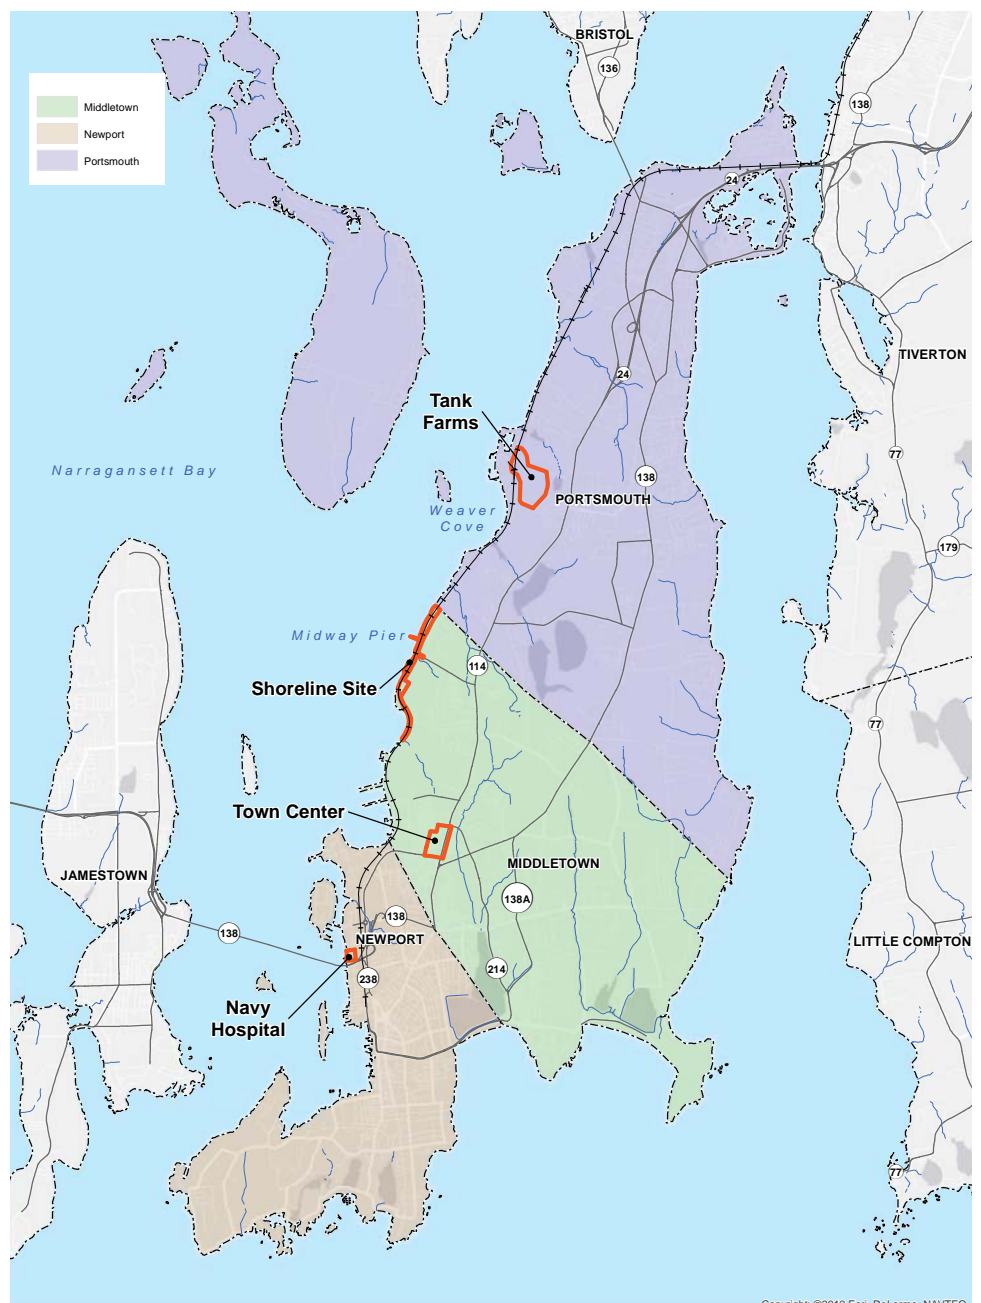 BRISTOL
136
138
Middletown
Newport
Portsmouth
24
TIVERTON
24
Tank
Farms
77
Narragansett Bay
138
PORTSMOUTH
Weaver
Cove
179
Midway Pier
114
Shoreline Site
77
Town Center
MIDDLETOWN
JAMESTOWN
138A
138
138
NEWPORT
LITTLE COMPTON
214
238
Navy
Hospital
77